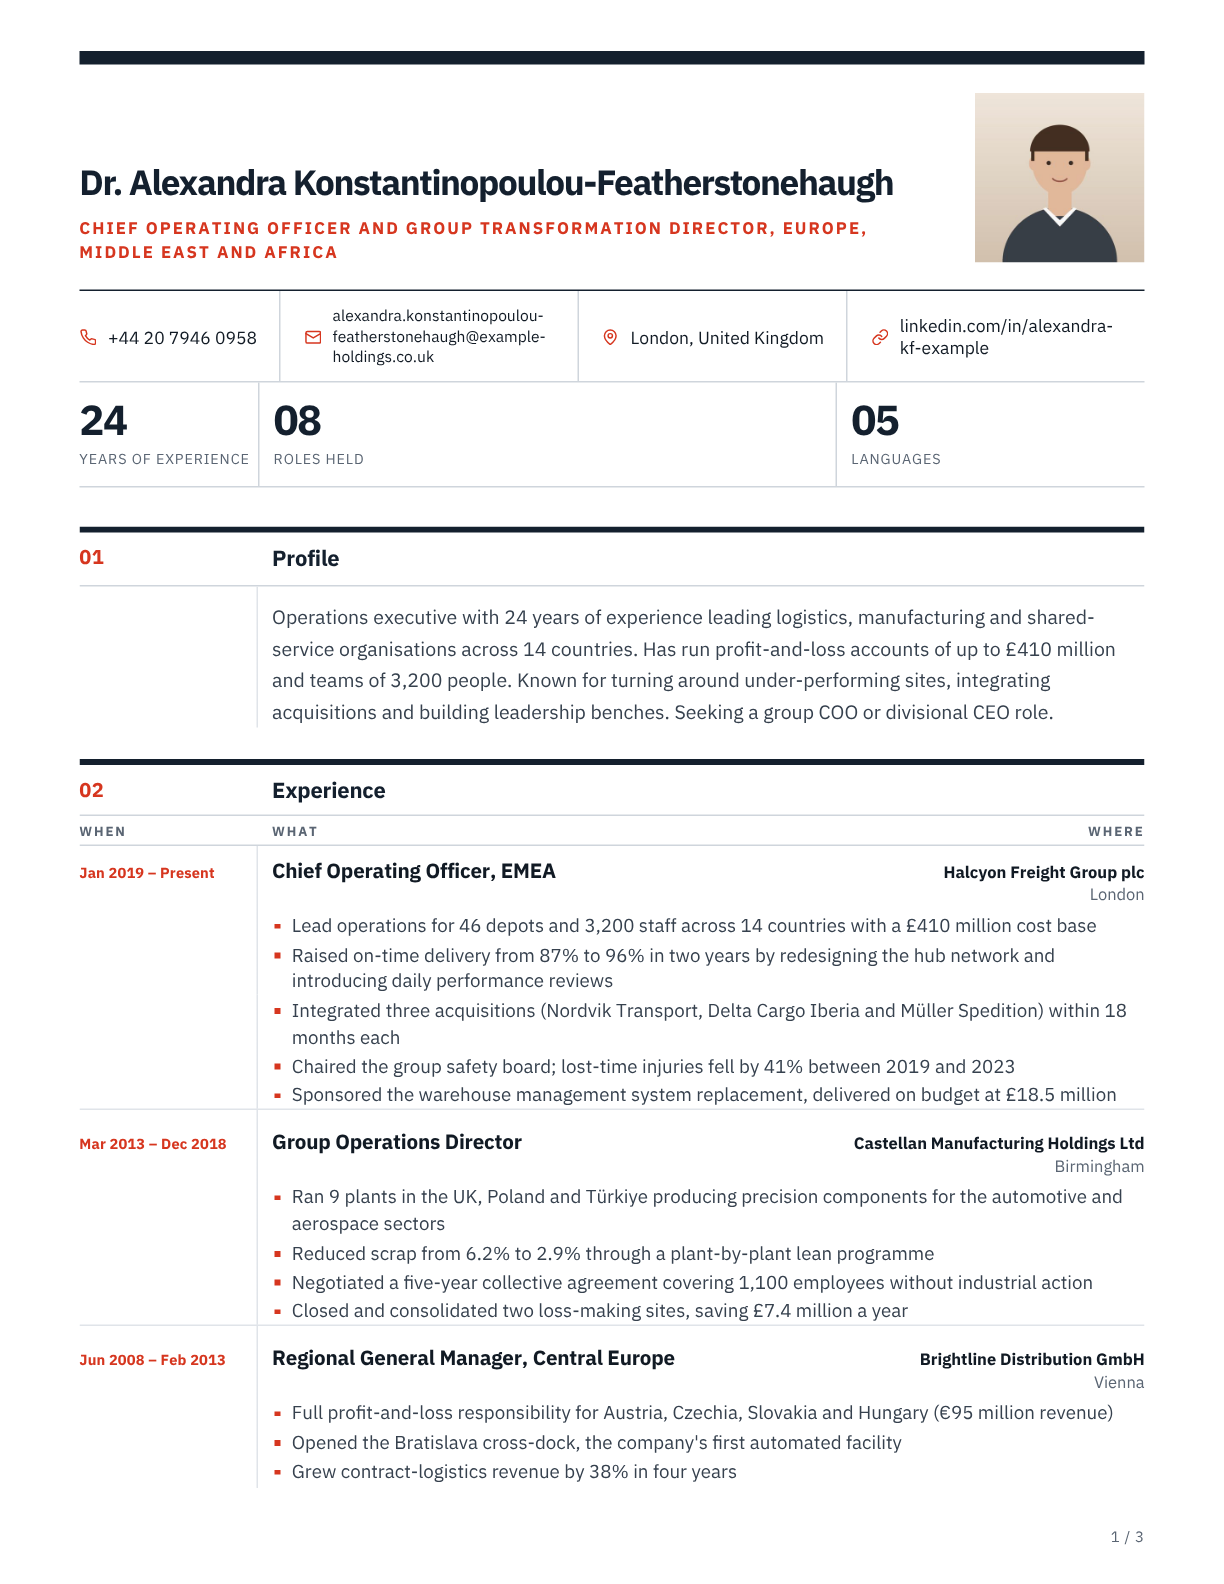 Dr. Alexandra Konstantinopoulou-Featherstonehaugh
CHIEF OPERATING OFFICER AND GROUP TRANSFORMATION DIRECTOR, EUROPE,
MIDDLE EAST AND AFRICA
+44 20 7946 0958
alexandra.konstantinopoulou-
featherstonehaugh@example-
holdings.co.uk
London, United Kingdom
linkedin.com/in/alexandra-
kf-example
24
YEARS OF EXPERIENCE
08
ROLES HELD
05
LANGUAGES
01 Profile
Operations executive with 24 years of experience leading logistics, manufacturing and shared-
service organisations across 14 countries. Has run profit-and-loss accounts of up to £410 million
and teams of 3,200 people. Known for turning around under-performing sites, integrating
acquisitions and building leadership benches. Seeking a group COO or divisional CEO role.
02 Experience
WHEN WHAT WHERE
Jan 2019 – Present Chief Operating Officer, EMEA Halcyon Freight Group plc
London
Lead operations for 46 depots and 3,200 staff across 14 countries with a £410 million cost base
Raised on-time delivery from 87% to 96% in two years by redesigning the hub network and
introducing daily performance reviews
Integrated three acquisitions (Nordvik Transport, Delta Cargo Iberia and Müller Spedition) within 18
months each
Chaired the group safety board; lost-time injuries fell by 41% between 2019 and 2023
Sponsored the warehouse management system replacement, delivered on budget at £18.5 million
Mar 2013 – Dec 2018 Group Operations Director Castellan Manufacturing Holdings Ltd
Birmingham
Ran 9 plants in the UK, Poland and Türkiye producing precision components for the automotive and
aerospace sectors
Reduced scrap from 6.2% to 2.9% through a plant-by-plant lean programme
Negotiated a five-year collective agreement covering 1,100 employees without industrial action
Closed and consolidated two loss-making sites, saving £7.4 million a year
Jun 2008 – Feb 2013 Regional General Manager, Central Europe Brightline Distribution GmbH
Vienna
Full profit-and-loss responsibility for Austria, Czechia, Slovakia and Hungary (€95 million revenue)
Opened the Bratislava cross-dock, the company's first automated facility
Grew contract-logistics revenue by 38% in four years
1 / 3